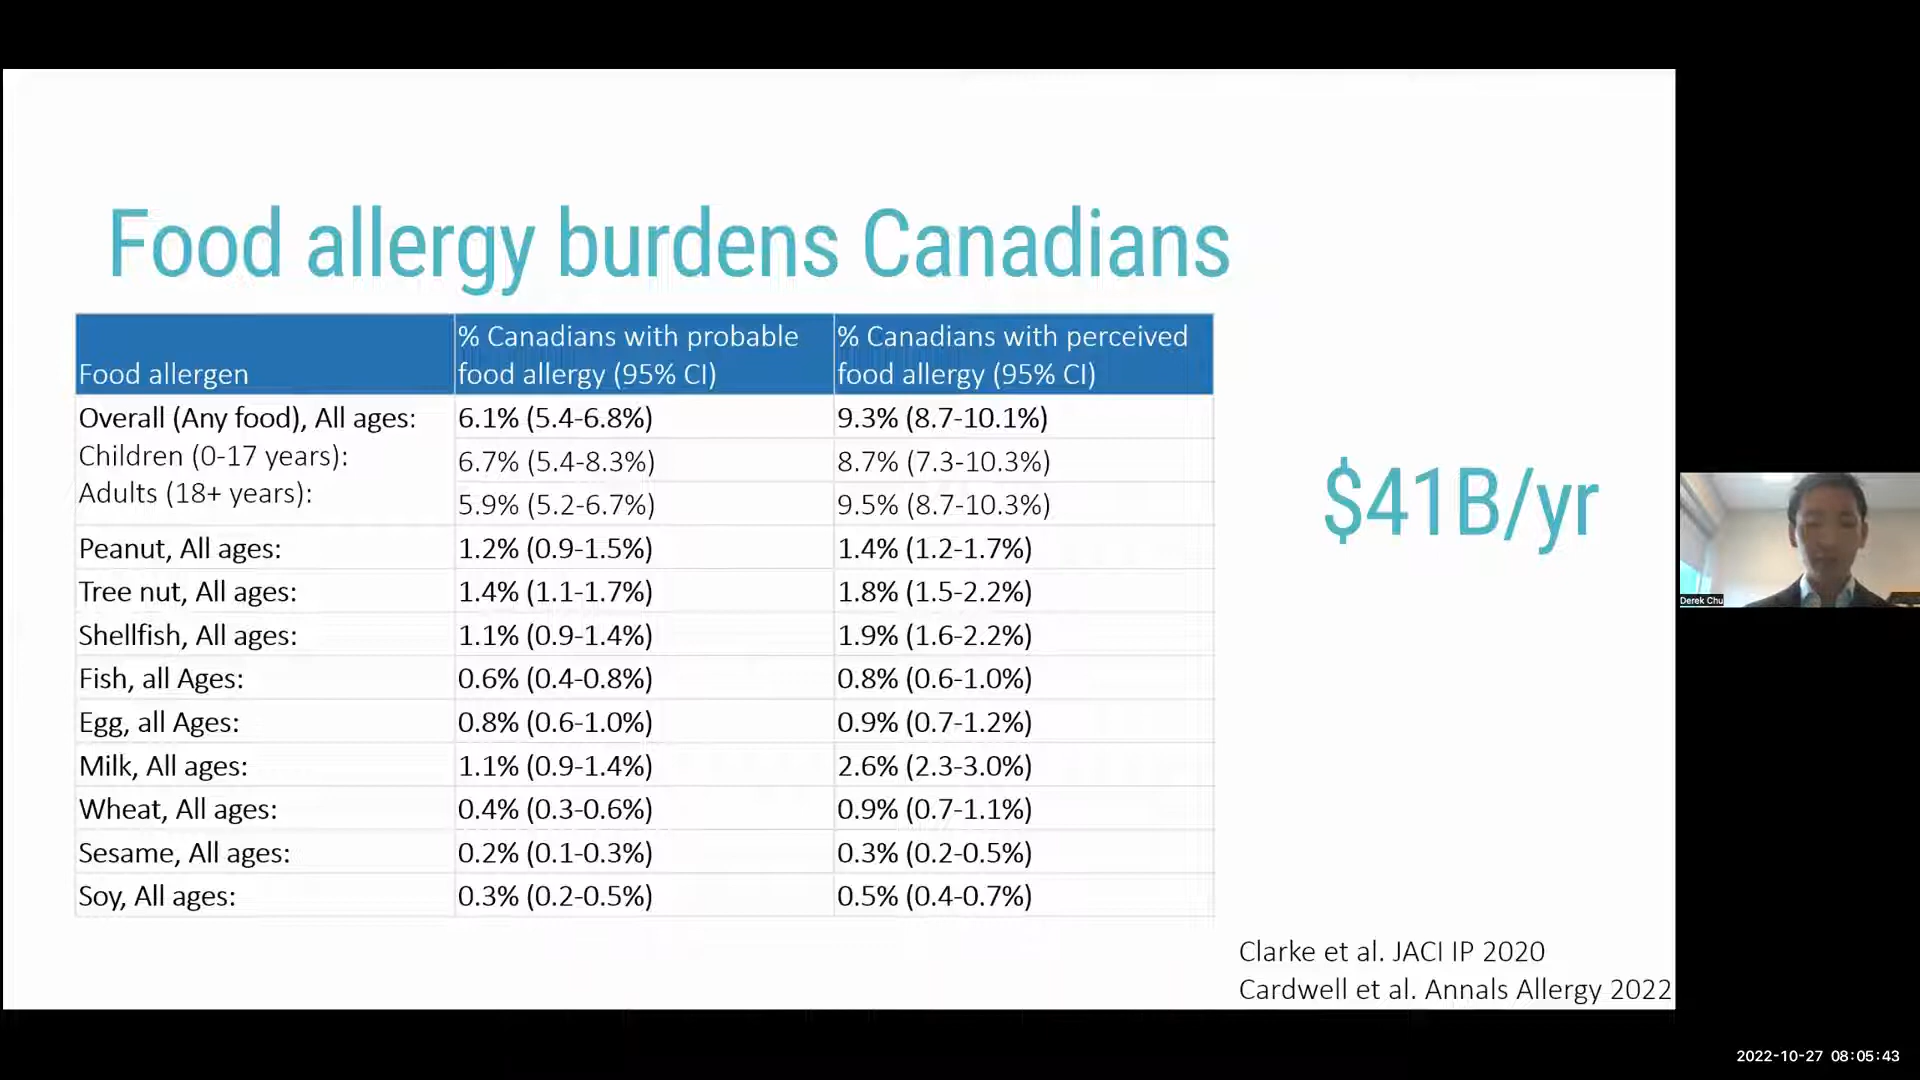 Food allergy burdens Canadians
Food allergen
% Canadians with probable
food allergy (95% CI)
% Canadians with perceived
food allergy (95% CI)
Overall (Any food), All ages:
6.1% (5.4-6.8%)
9.3% (8.7-10.1%)
Children (0-17 years):
6.7% (5.4-8.3%)
8.7% (7.3-10.3%)
Adults (18+ years):
5.9% (5.2-6.7%)
9.5% (8.7-10.3%)
Peanut, All ages:
1.2% (0.9-1.5%)
1.4% (1.2-1.7%)
Tree nut, All ages:
1.4% (1.1-1.7%)
1.8% (1.5-2.2%)
Shellfish, All ages:
1.1% (0.9-1.4%)
1.9% (1.6-2.2%)
Fish, all Ages:
0.6% (0.4-0.8%)
0.8% (0.6-1.0%)
Egg, all Ages:
0.8% (0.6-1.0%)
0.9% (0.7-1.2%)
Milk, All ages:
1.1% (0.9-1.4%)
2.6% (2.3-3.0%)
Wheat, All ages:
0.4% (0.3-0.6%)
0.9% (0.7-1.1%)
Sesame, All ages:
0.2% (0.1-0.3%)
0.3% (0.2-0.5%)
Soy, All ages:
0.3% (0.2-0.5%)
0.5% (0.4-0.7%)
$41B/yr
Clarke et al. JACI IP 2020
Cardwell et al. Annals Allergy 2022
Derek Chu
2022-10-27 08:05:43